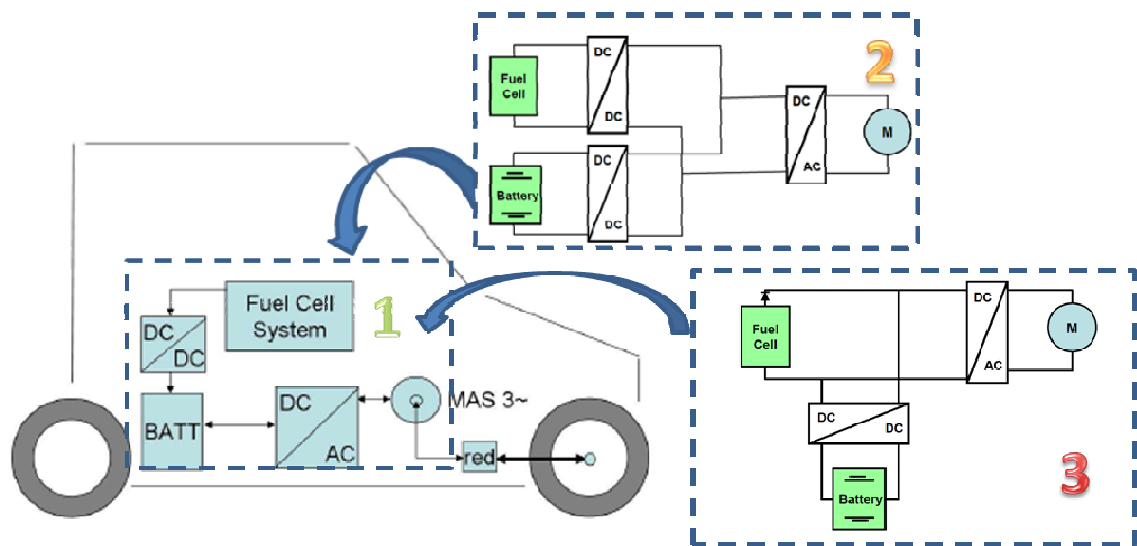 2
DC
DC
Fuel
Cell
DC
AC
M
DC
DC
Battery
1
Fuel Cell
System
DC
DC
BATT
DC
AC
MAS 3~
red
3
Fuel
Cell
DC
AC
M
DC
DC
Battery